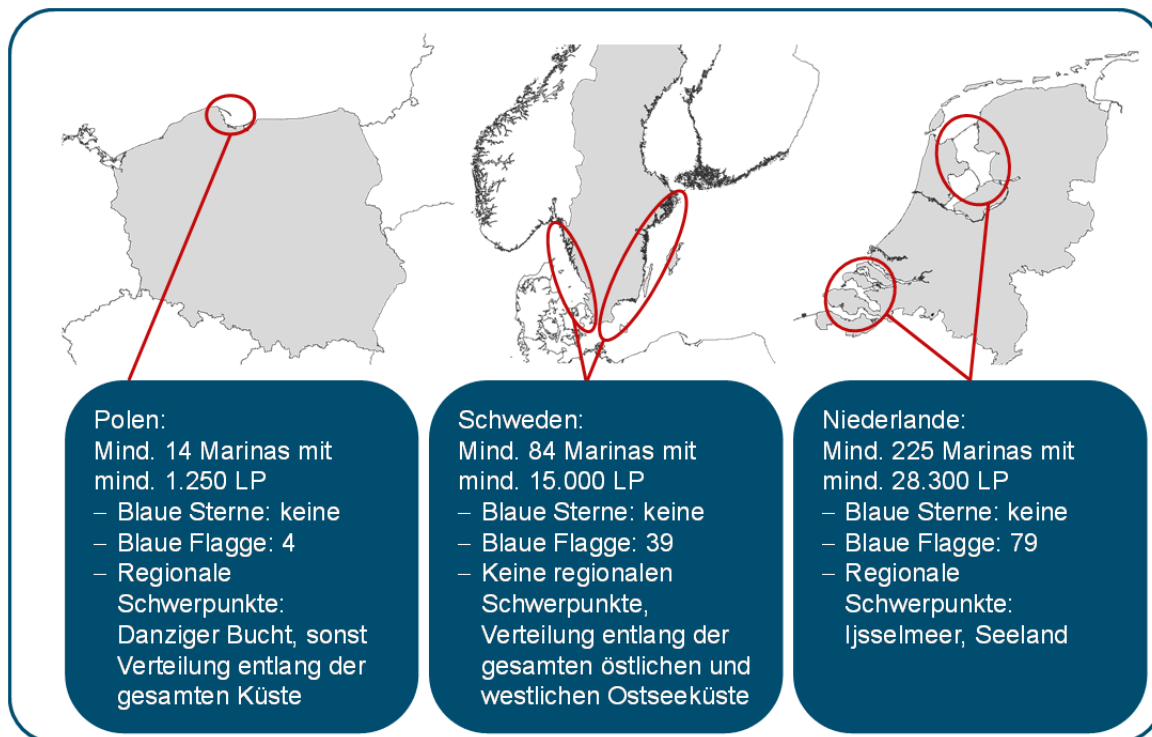 Polen:
Mind. 14 Marinas mit
mind. 1.250 LP
– Blaue Sterne: keine
– Blaue Flagge: 4
– Regionale
Schwerpunkte:
Danziger Bucht, sonst
Verteilung entlang der
gesamten Küste
Schweden:
Mind. 84 Marinas mit
mind. 15.000 LP
– Blaue Sterne: keine
– Blaue Flagge: 39
– Keine regionalen
Schwerpunkte,
Verteilung entlang der
gesamten östlichen und
westlichen Ostseeküste
Niederlande:
Mind. 225 Marinas mit
mind. 28.300 LP
– Blaue Sterne: keine
– Blaue Flagge: 79
– Regionale
Schwerpunkte:
Ijsselmeer, Seeland